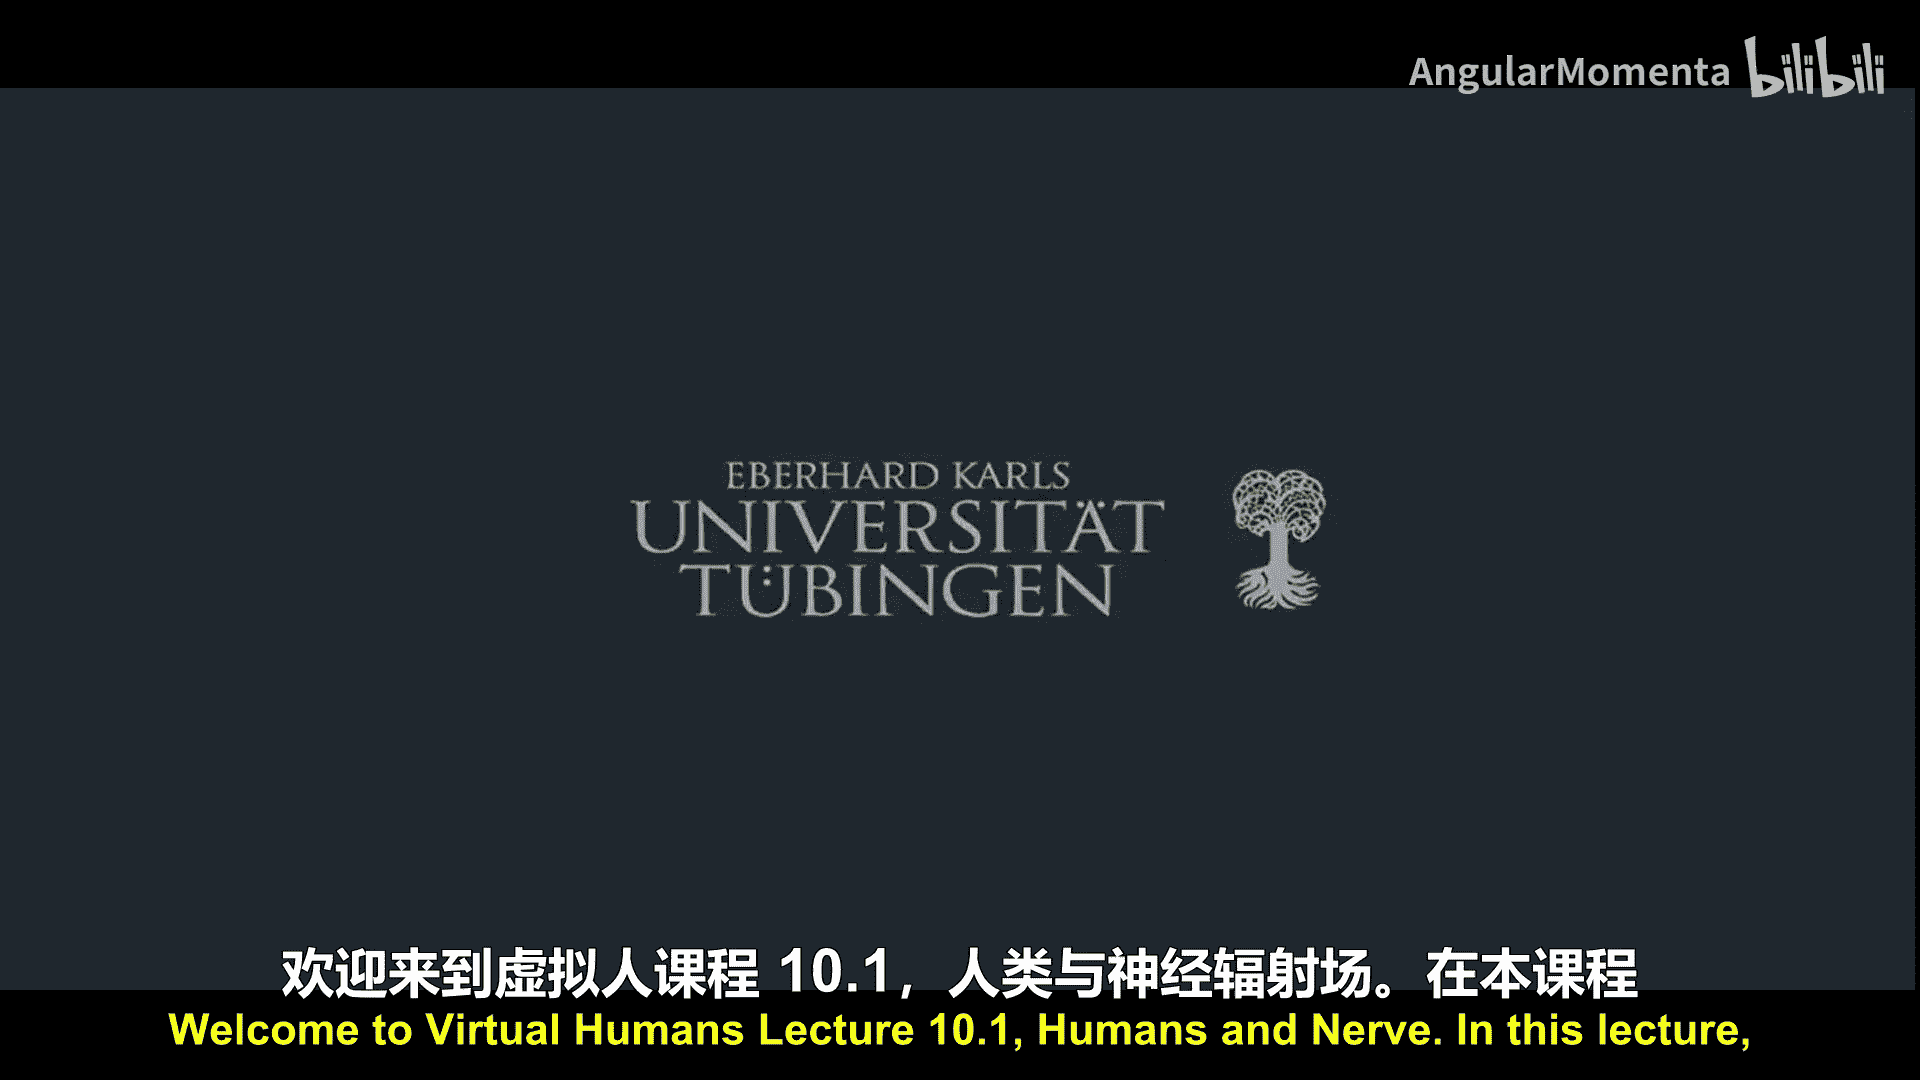 AngularMomenta bilibili
EBERHARD KARLS
UNIVERSITÄT
TÜBINGEN
欢迎来到虚拟人课程 10.1，人类与神经辐射场。在本课程
Welcome to Virtual Humans Lecture 10.1, Humans and Nerve. In this lecture,